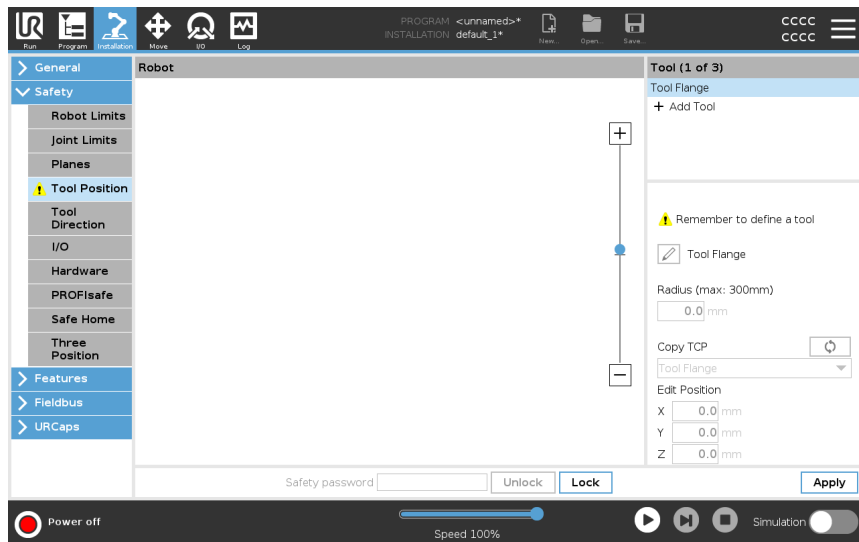 UR
PROGRAM <unnamed>*
INSTALLATION default_1*
CCCC
CCCC
Run Program Installation Move I/O Log New... Open... Save...
General
Safety
Robot Limits
Joint Limits
Planes
Tool Position
Tool
Direction
I/O
Hardware
PROFIsafe
Safe Home
Three
Position
Features
Fieldbus
URCaps
Robot
Tool (1 of 3)
Tool Flange
+ Add Tool
Remember to define a tool
Tool Flange
Radius (max: 300mm)
0.0 mm
Copy TCP
Tool Flange
Edit Position
X 0.0 mm
Y 0.0 mm
Z 0.0 mm
Safety password Unlock Lock Apply
Power off
Speed 100%
Simulation